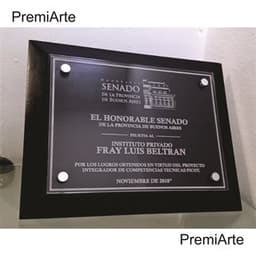 PremiArte
SENADO
DE LA PROVINCIA
DE BUENOS AIRES
EL HONORABLE SENADO
DE LA PROVINCIA DE BUENOS AIRES
FELICITA AL
INSTITUTO PRIVADO
FRAY LUIS BELTRAN
POR LOS LOGROS OBTENIDOS EN VIRTUD DEL PROYECTO
INTEGRADOR DE COMPETENCIAS TECNICAS
NOVIEMBRE DE 2018"
PremiArte